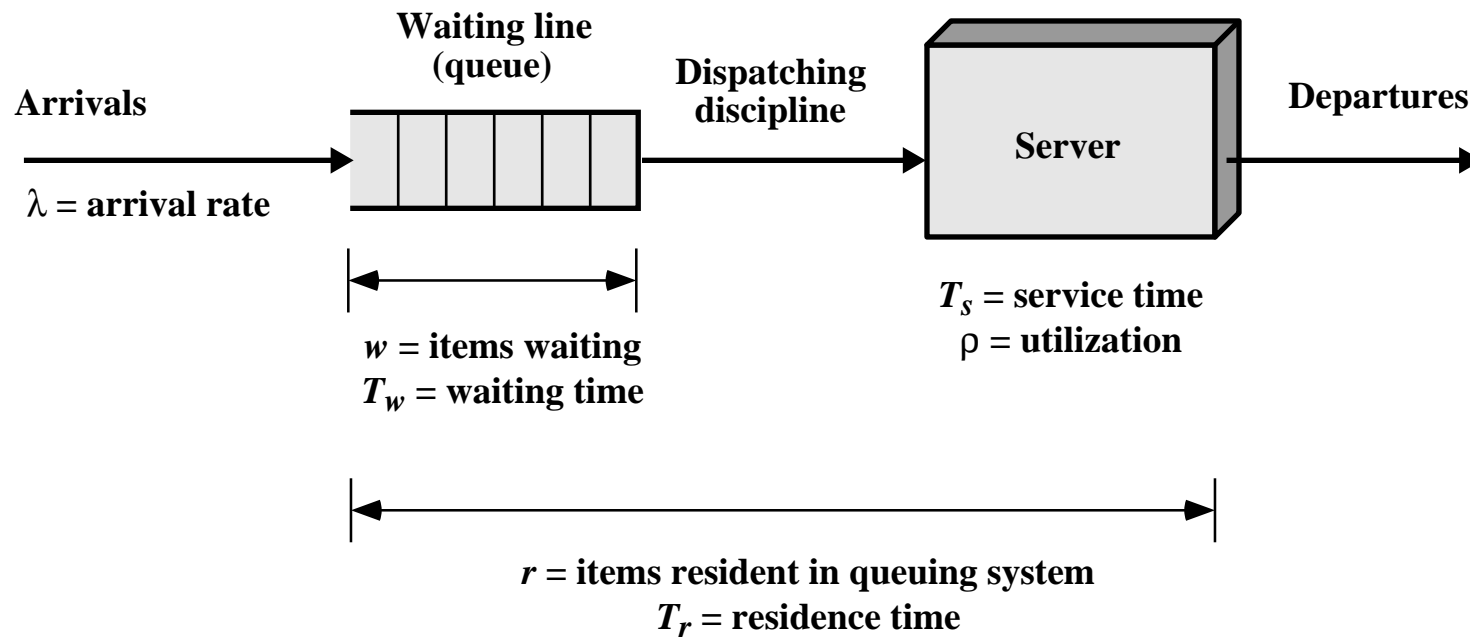 Waiting line
(queue)
Dispatching
discipline
Arrivals
Departures
Server
λ = arrival rate
T_s = service time
ρ = utilization
w = items waiting
T_w = waiting time
r = items resident in queuing system
T_r = residence time